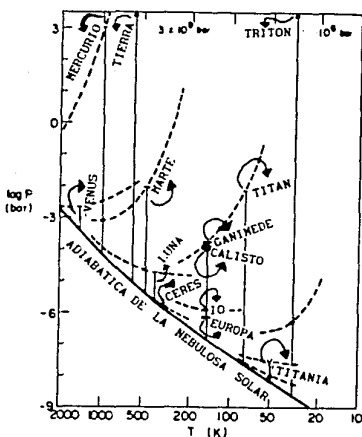 3
3 x 10⁹ bar
TRITON
10⁶ bar
MERCURIO
TIERRA
0
log P
(bar)
VENUS
MARTE
TITAN
-3
GANIMEDE
CALISTO
LUNA
CERES
IO
-6
EUROPA
ADIABATICA DE LA NEBULOSA SOLAR
TITANIA
-9
2000 1000 500 200 100 50 20 10
T (K)